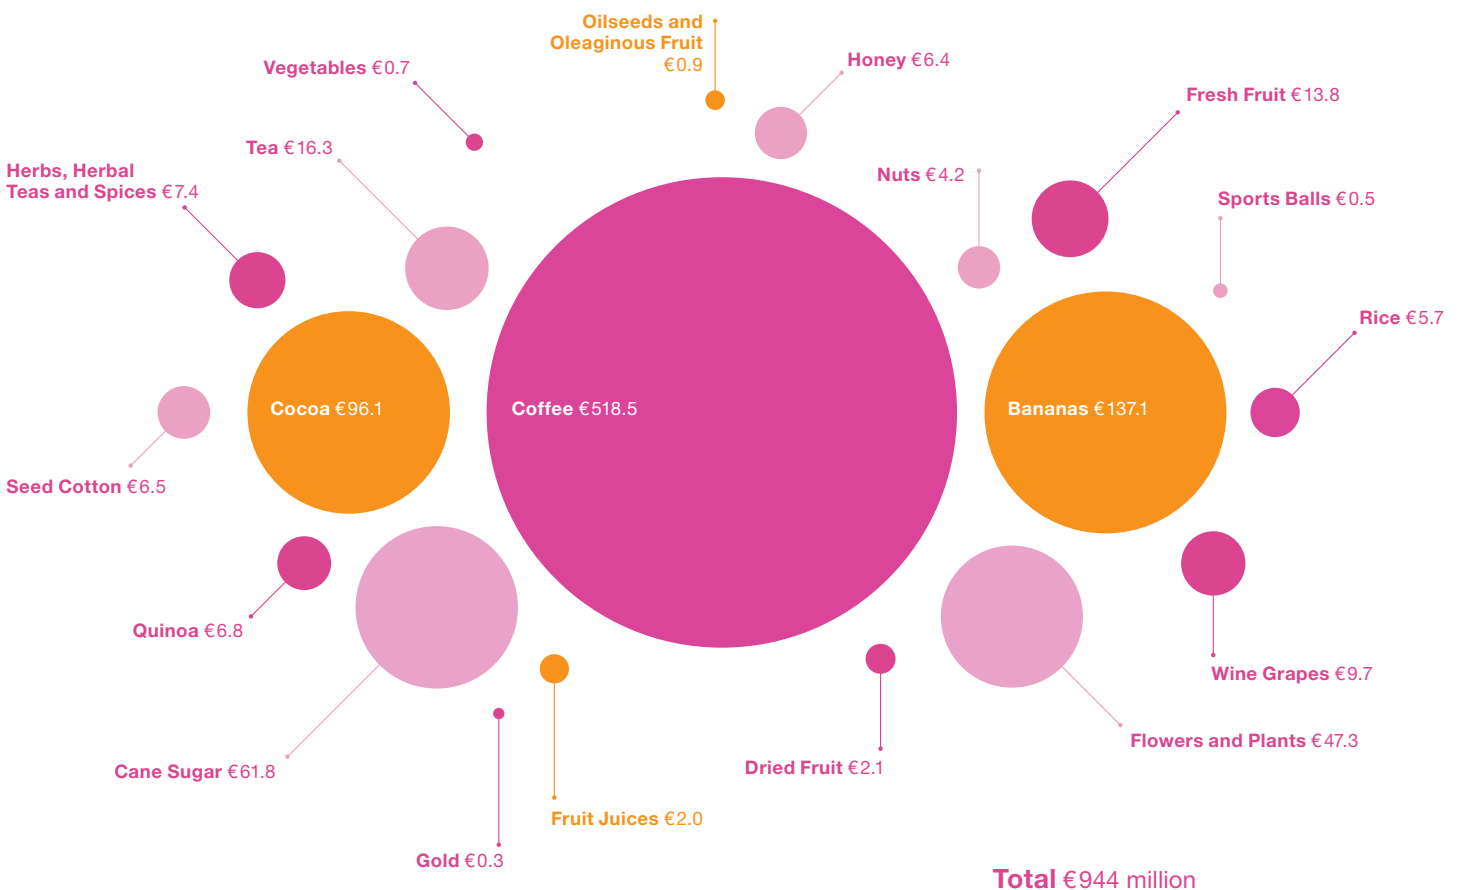 Oilseeds and
Oleaginous Fruit
€0.9
Honey €6.4
Vegetables €0.7
Fresh Fruit €13.8
Tea €16.3
Herbs, Herbal
Teas and Spices €7.4
Nuts €4.2
Sports Balls €0.5
Rice €5.7
Cocoa €96.1
Coffee €518.5
Bananas €137.1
Seed Cotton €6.5
Quinoa €6.8
Wine Grapes €9.7
Flowers and Plants €47.3
Cane Sugar €61.8
Dried Fruit €2.1
Fruit Juices €2.0
Gold €0.3
Total €944 million